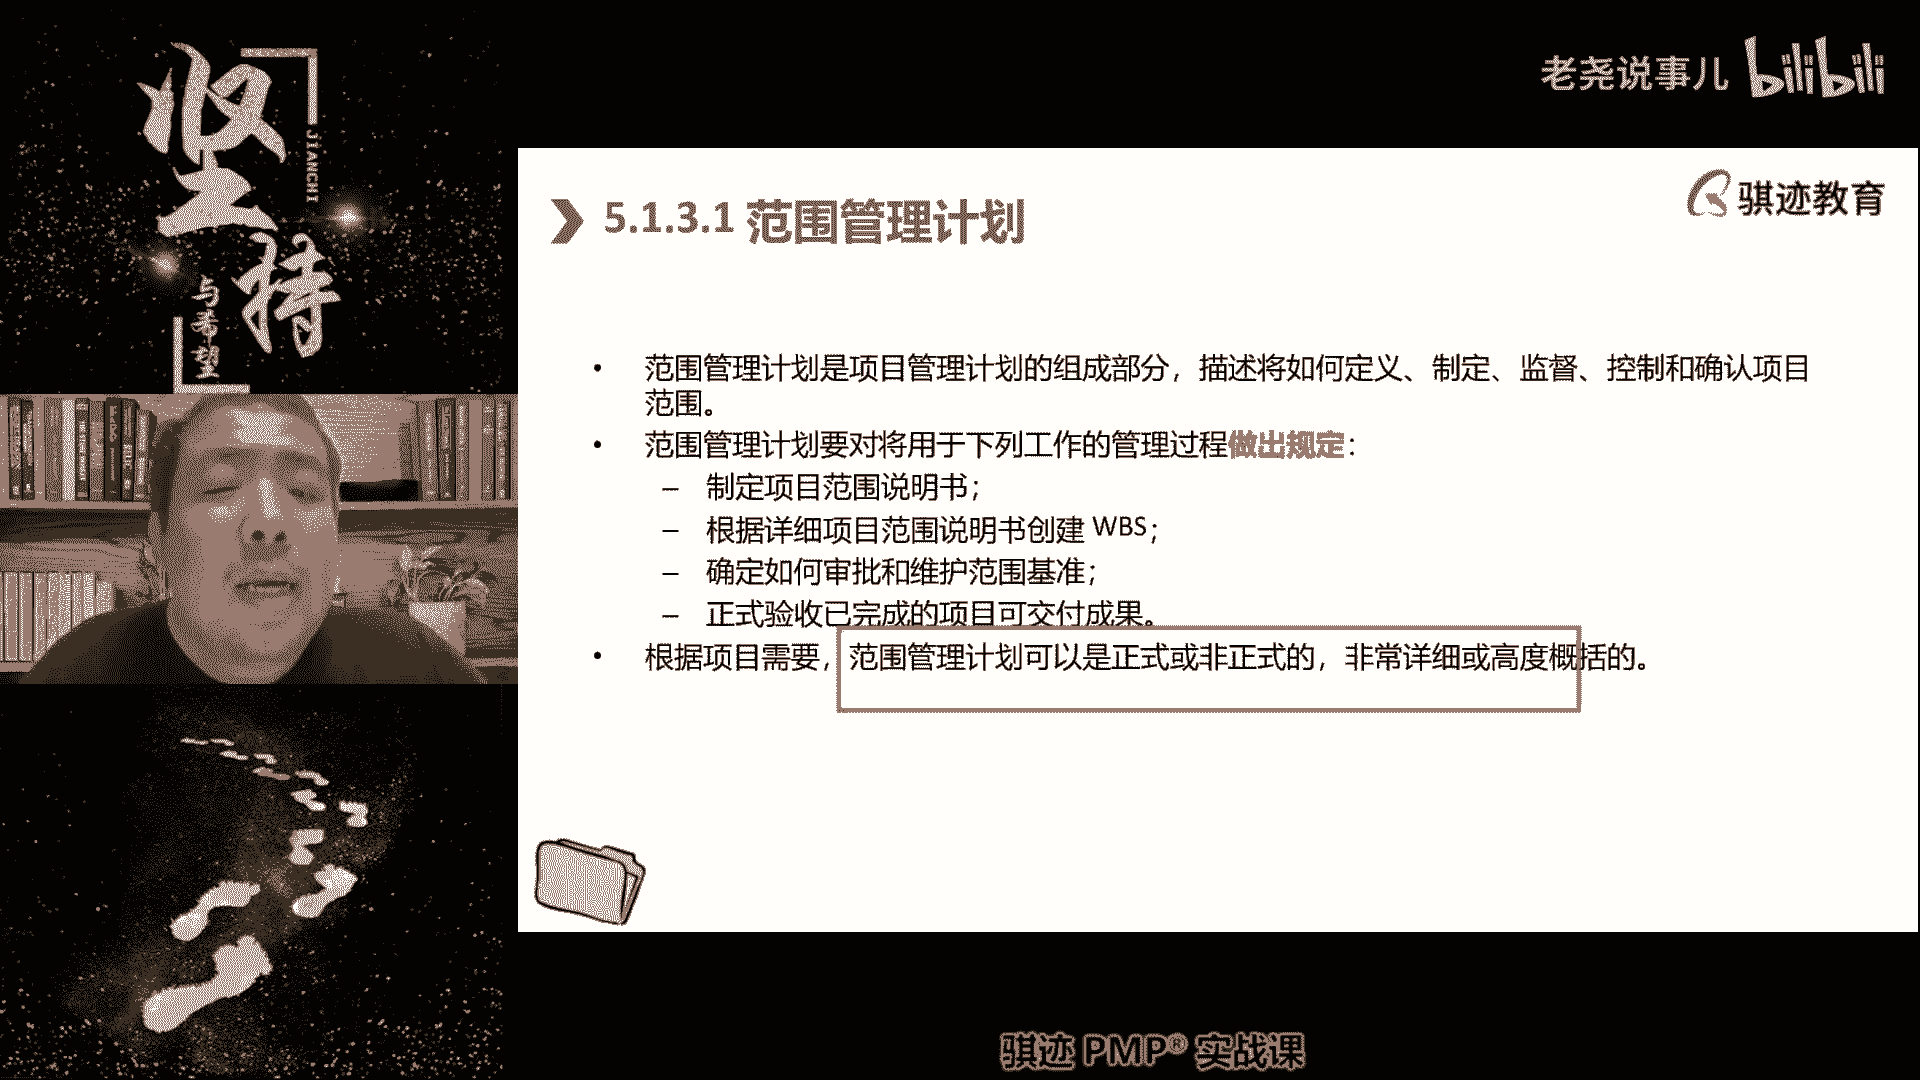 坚持
JIANCHI
与希望
老尧说事儿 bilibili
骐迹教育
5.1.3.1 范围管理计划
• 范围管理计划是项目管理计划的组成部分，描述将如何定义、制定、监督、控制和确认项目
范围。
• 范围管理计划要对将用于下列工作的管理过程做出规定：
– 制定项目范围说明书；
– 根据详细项目范围说明书创建 WBS；
– 确定如何审批和维护范围基准；
– 正式验收已完成的项目可交付成果。
• 根据项目需要，范围管理计划可以是正式或非正式的，非常详细或高度概括的。
骐迹 PMP® 实战课